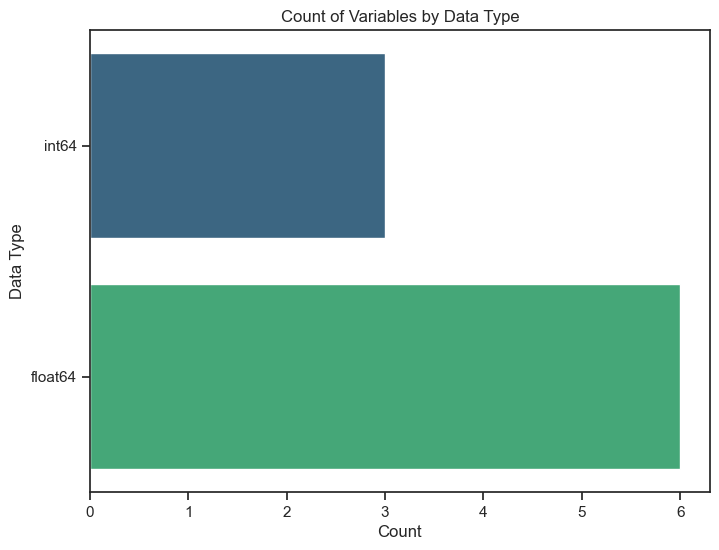 Count of Variables by Data Type
Data Type
int64
float64
0 1 2 3 4 5 6
Count